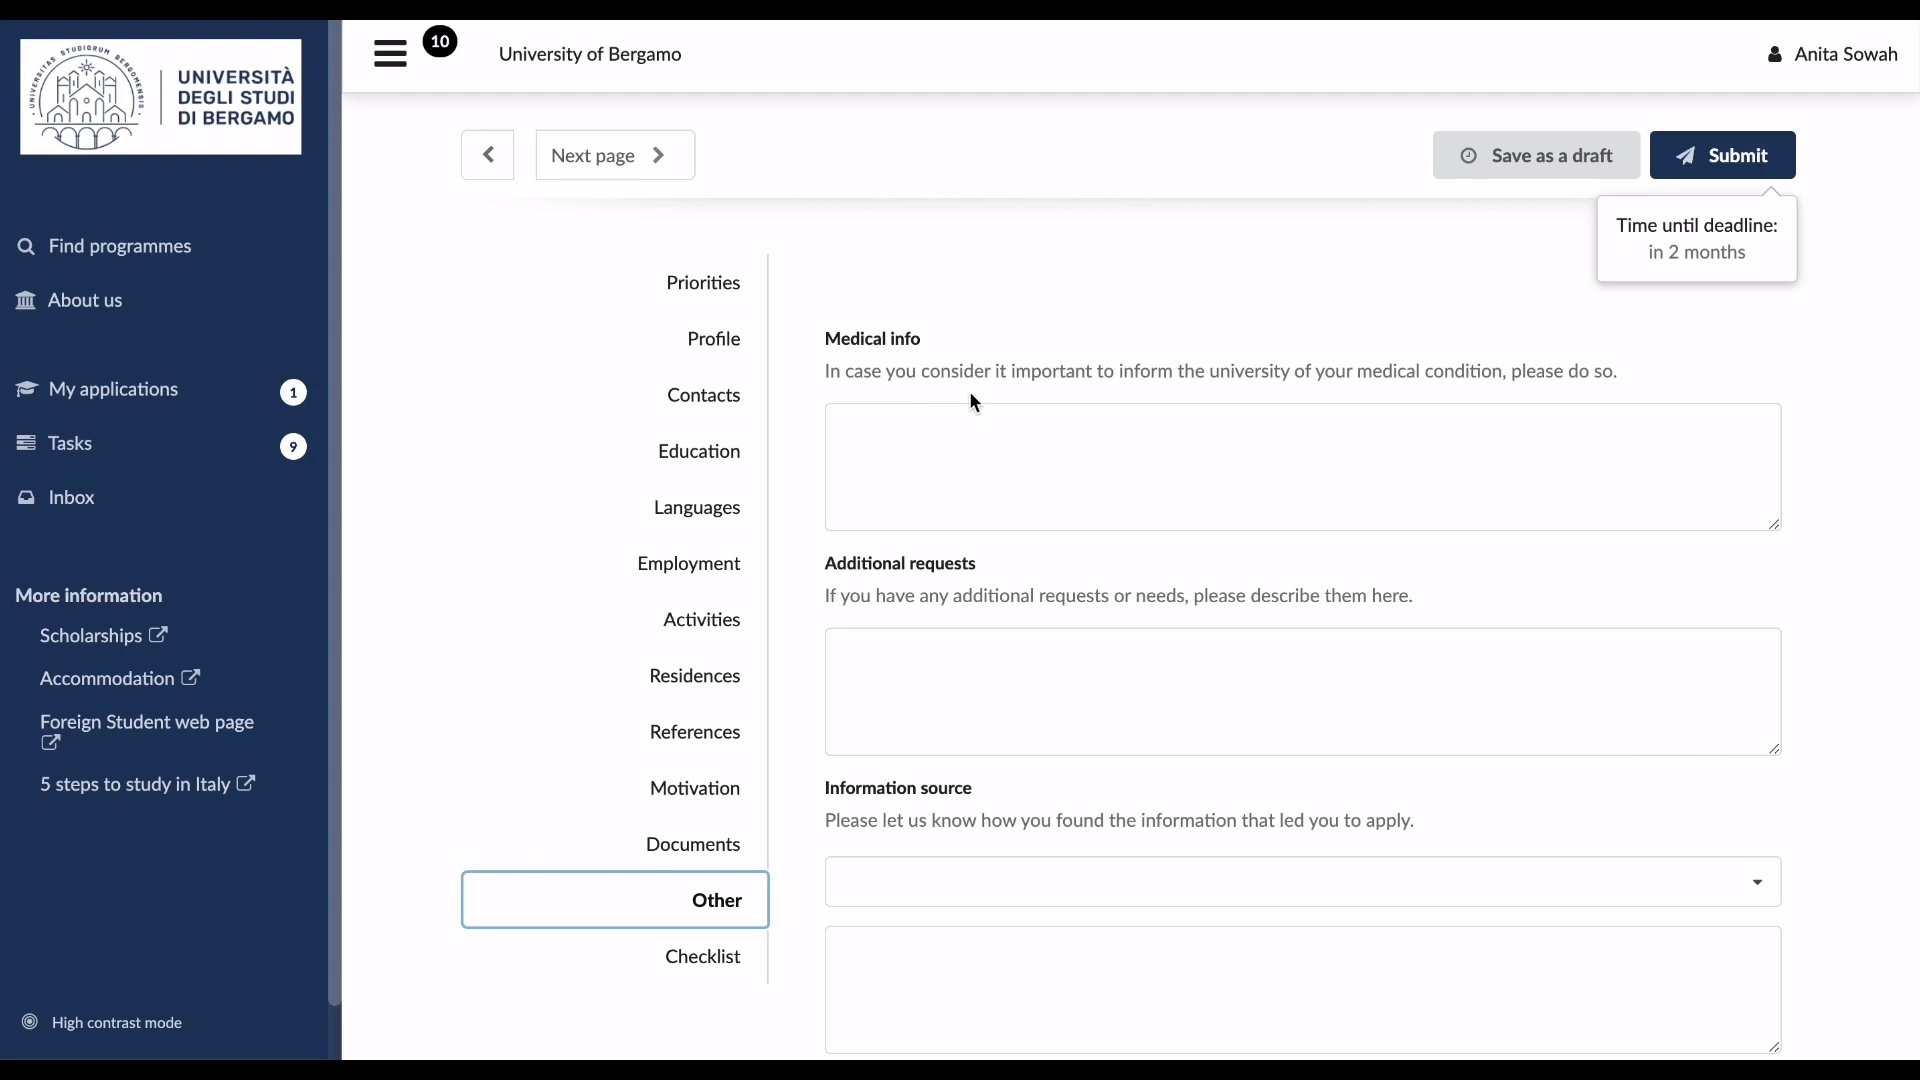 UNIVERSITÀ
DEGLI STUDI
DI BERGAMO
10
University of Bergamo
Anita Sowah
Next page
Save as a draft
Submit
Time until deadline:
in 2 months
Find programmes
About us
My applications
1
Tasks
9
Inbox
More information
Scholarships
Accommodation
Foreign Student web page
5 steps to study in Italy
High contrast mode
Priorities
Profile
Contacts
Education
Languages
Employment
Activities
Residences
References
Motivation
Documents
Other
Checklist
Medical info
In case you consider it important to inform the university of your medical condition, please do so.
Additional requests
If you have any additional requests or needs, please describe them here.
Information source
Please let us know how you found the information that led you to apply.